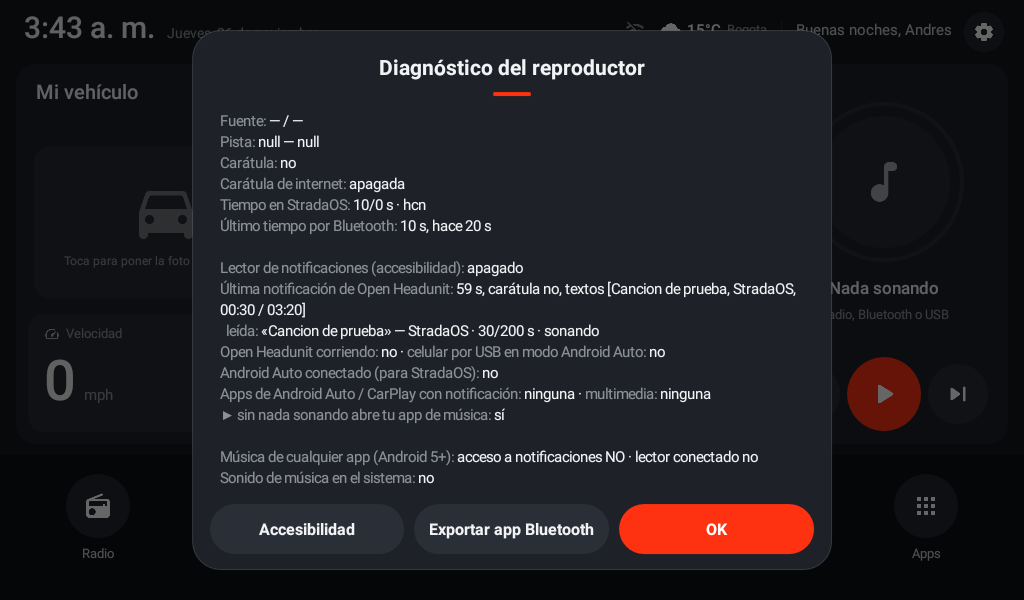 3:43 a. m.
15°C Bogota
Buenas noches, Andres
Mi vehículo
Toca para poner la foto
Velocidad
0 mph
Diagnóstico del reproductor
Fuente: — / —
Pista: null — null
Carátula: no
Carátula de internet: apagada
Tiempo en StradaOS: 10/0 s · hcn
Último tiempo por Bluetooth: 10 s, hace 20 s
Lector de notificaciones (accesibilidad): apagado
Última notificación de Open Headunit: 59 s, carátula no, textos [Cancion de prueba, StradaOS,
00:30 / 03:20]
leída: «Cancion de prueba» — StradaOS · 30/200 s · sonando
Open Headunit corriendo: no · celular por USB en modo Android Auto: no
Android Auto conectado (para StradaOS): no
Apps de Android Auto / CarPlay con notificación: ninguna · multimedia: ninguna
► sin nada sonando abre tu app de música: sí
Música de cualquier app (Android 5+): acceso a notificaciones NO · lector conectado no
Sonido de música en el sistema: no
Accesibilidad
Exportar app Bluetooth
OK
Nada sonando
Bluetooth o USB
Radio
Apps